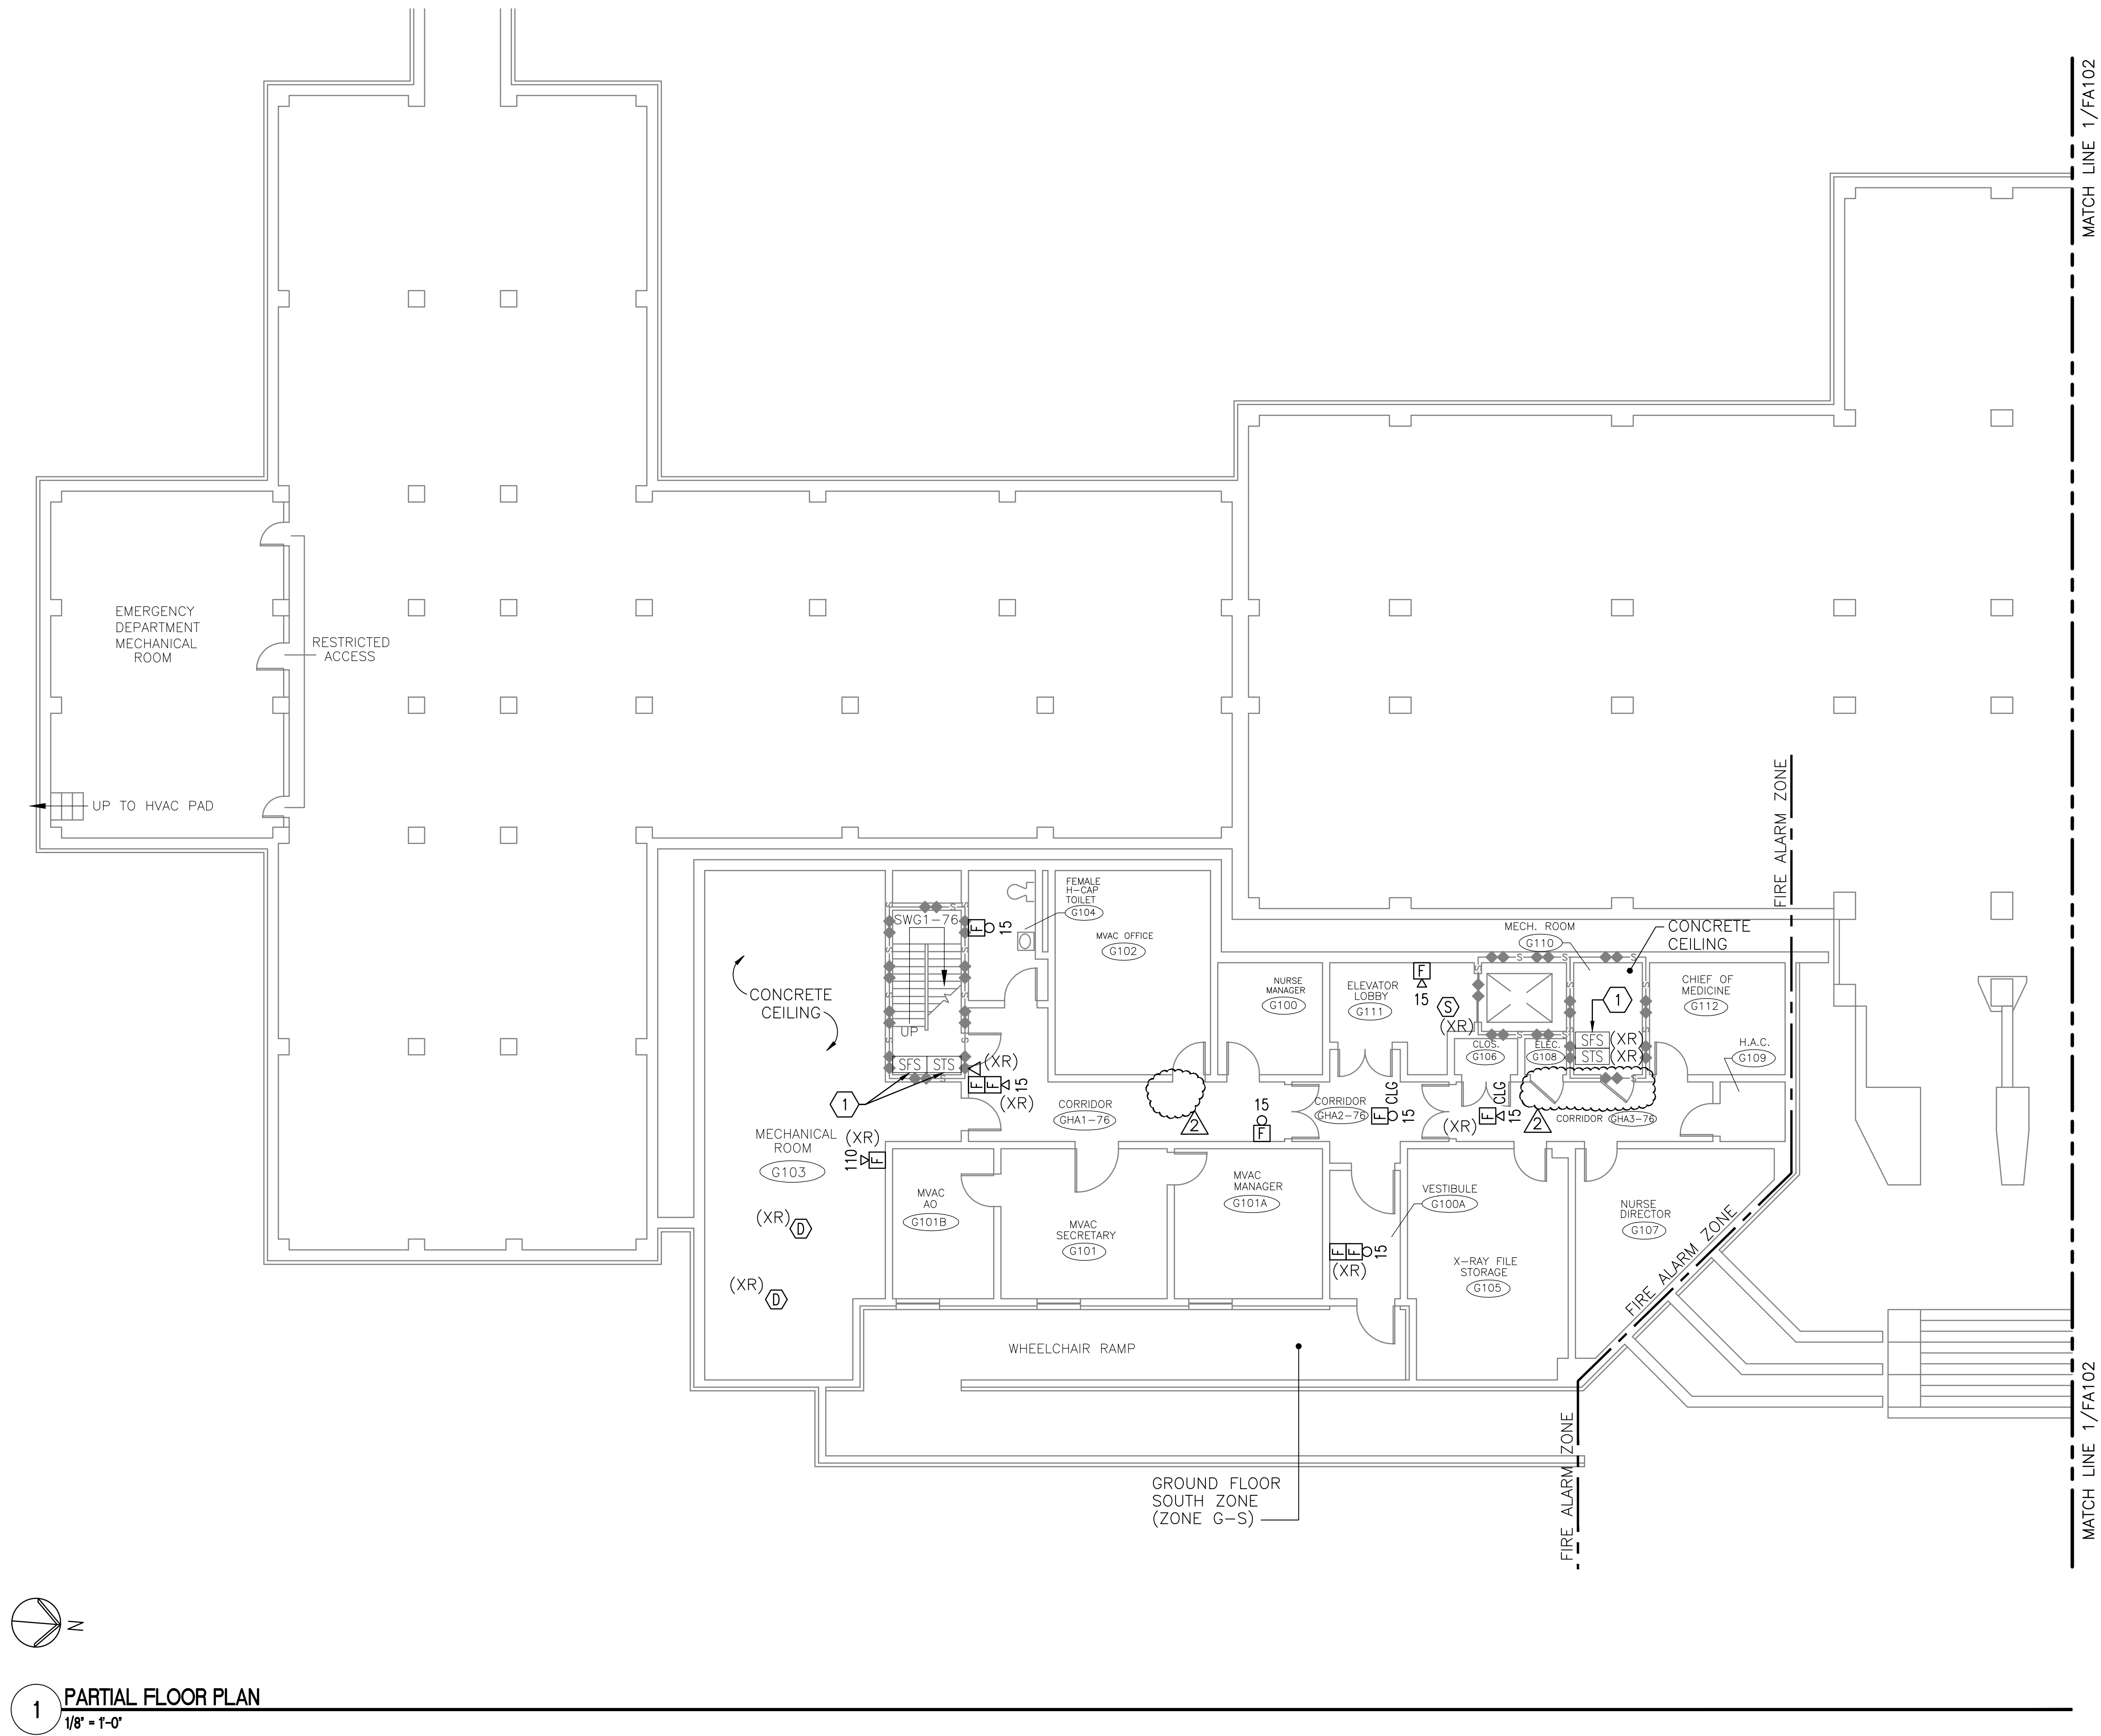 MATCH LINE 1/FA102
EMERGENCY
DEPARTMENT
MECHANICAL
ROOM
RESTRICTED
ACCESS
UP TO HVAC PAD
FIRE ALARM ZONE
SWG1-76
UP
SFS STS
F
15
FEMALE
H-CAP
TOILET
G104
MVAC OFFICE
G102
NURSE
MANAGER
G100
ELEVATOR
LOBBY
G111
F
15
S
(XR)
MECH. ROOM
G110
CONCRETE
CEILING
1
SFS (XR)
STS (XR)
CHIEF OF
MEDICINE
G112
H.A.C.
G109
CLOS.
G106
ELEC.
G108
CONCRETE
CEILING
(XR)
F F
15
(XR)
1
CORRIDOR
GHA1-76
2
15
F
CORRIDOR
GHA2-76
CLG
F
15
CLG
F
15
(XR)
2
CORRIDOR
GHA3-76
MECHANICAL
ROOM
G103
(XR)
110
F
(XR)
D
(XR)
D
MVAC
AO
G101B
MVAC
SECRETARY
G101
MVAC
MANAGER
G101A
VESTIBULE
G100A
F F
15
(XR)
X-RAY FILE
STORAGE
G105
NURSE
DIRECTOR
G107
FIRE ALARM ZONE
WHEELCHAIR RAMP
GROUND FLOOR
SOUTH ZONE
(ZONE G-S)
FIRE ALARM ZONE
MATCH LINE 1/FA102
N
1
PARTIAL FLOOR PLAN
1/8" = 1'-0"